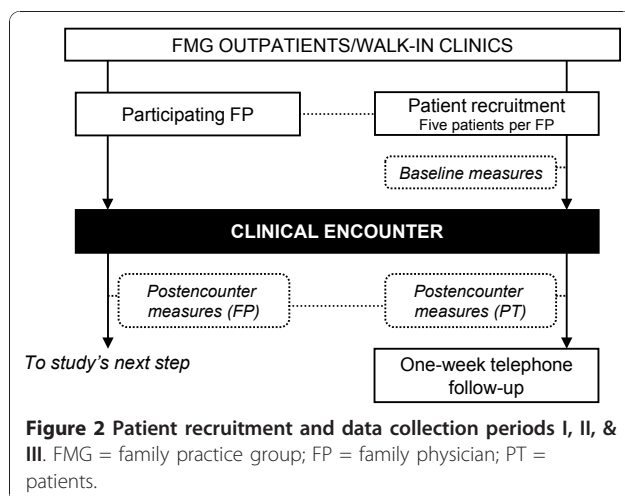 FMG OUTPATIENTS/WALK-IN CLINICS
Participating FP
Patient recruitment
Five patients per FP
Baseline measures
CLINICAL ENCOUNTER
Postencounter
measures (FP)
Postencounter
measures (PT)
To study's next step
One-week telephone
follow-up
Figure 2 Patient recruitment and data collection periods I, II, &
III. FMG = family practice group; FP = family physician; PT =
patients.